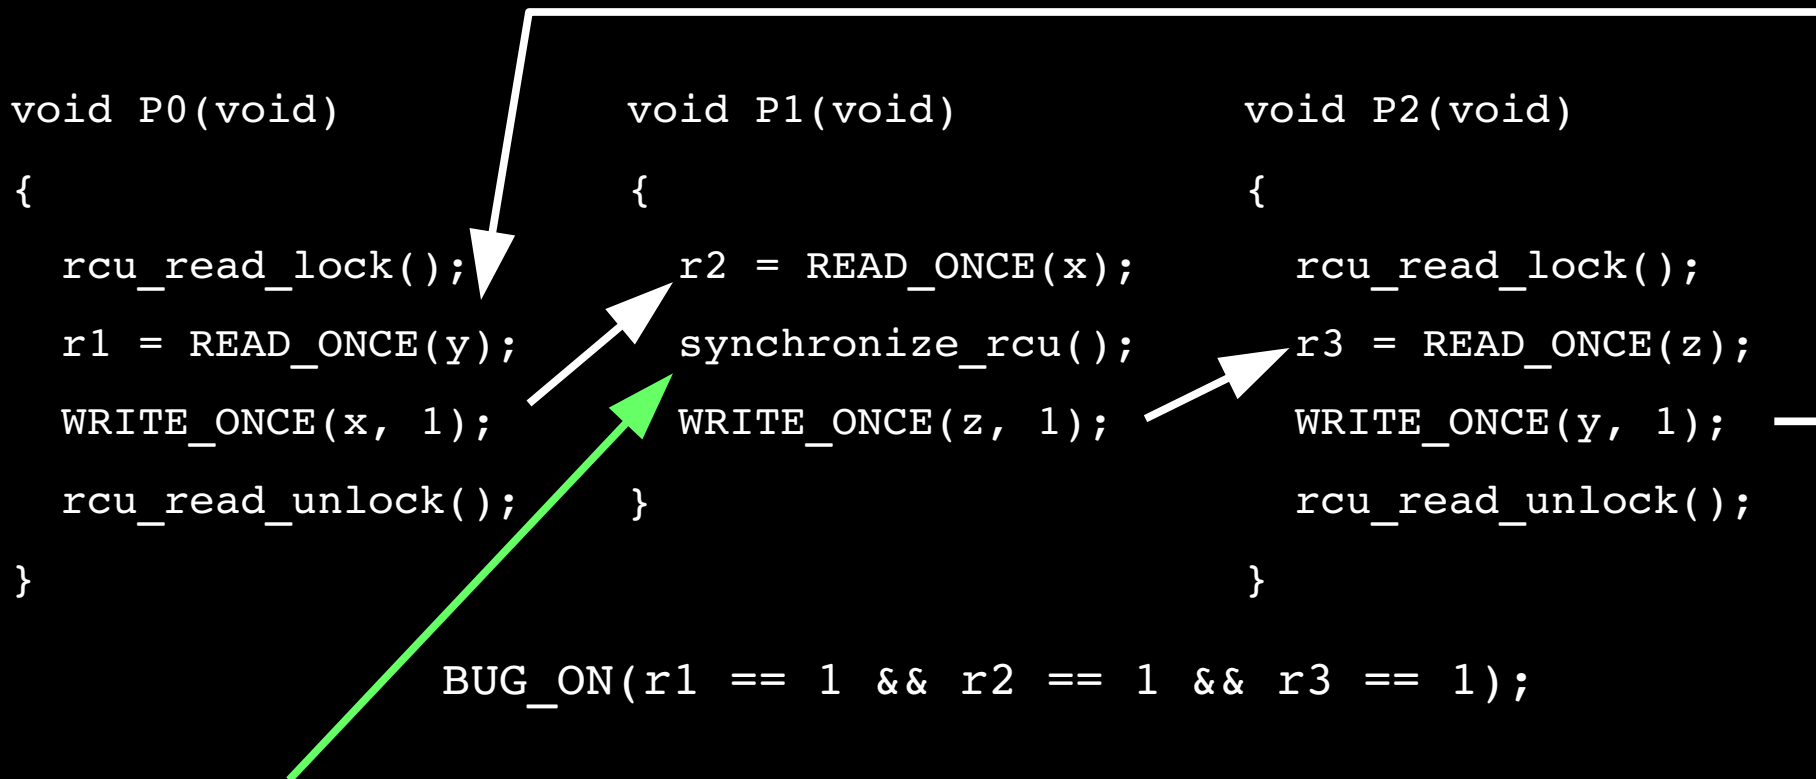 void P0(void)
{
rcu_read_lock();
r1 = READ_ONCE(y);
WRITE_ONCE(x, 1);
rcu_read_unlock();
}
void P1(void)
{
r2 = READ_ONCE(x);
synchronize_rcu();
WRITE_ONCE(z, 1);
}
void P2(void)
{
rcu_read_lock();
r3 = READ_ONCE(z);
WRITE_ONCE(y, 1);
rcu_read_unlock();
}
BUG_ON(r1 == 1 && r2 == 1 && r3 == 1);